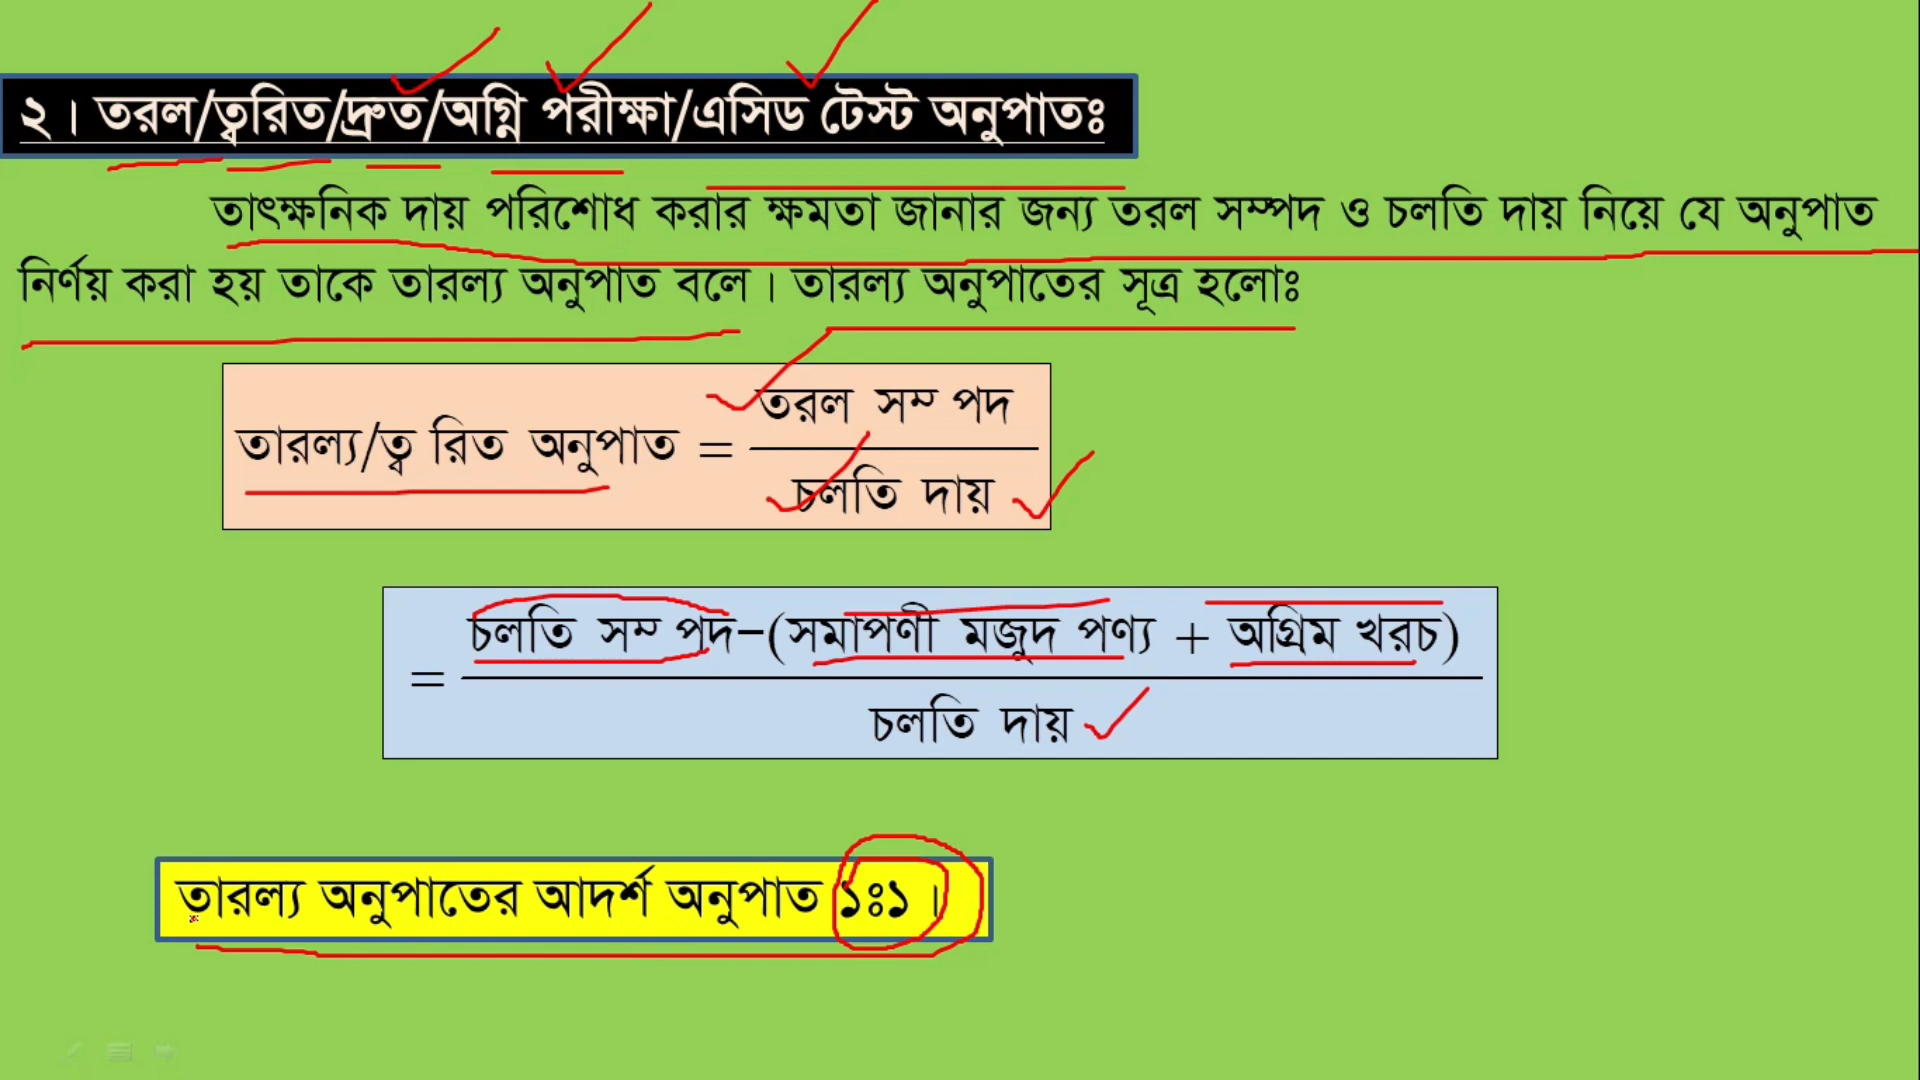 ২। তরল/ত্বরিত/দ্রুত/অগ্নি পরীক্ষা/এসিড টেস্ট অনুপাতঃ
তাৎক্ষনিক দায় পরিশোধ করার ক্ষমতা জানার জন্য তরল সম্পদ ও চলতি দায় নিয়ে যে অনুপাত
নির্ণয় করা হয় তাকে তারল্য অনুপাত বলে। তারল্য অনুপাতের সূত্র হলোঃ
তারল্য/ত্ব রিত অনুপাত = তরল সম্পদ
চলতি দায়
= চলতি সম্পদ−(সমাপণী মজুদ পণ্য + অগ্রিম খরচ)
চলতি দায়
তারল্য অনুপাতের আদর্শ অনুপাত ১ঃ১।